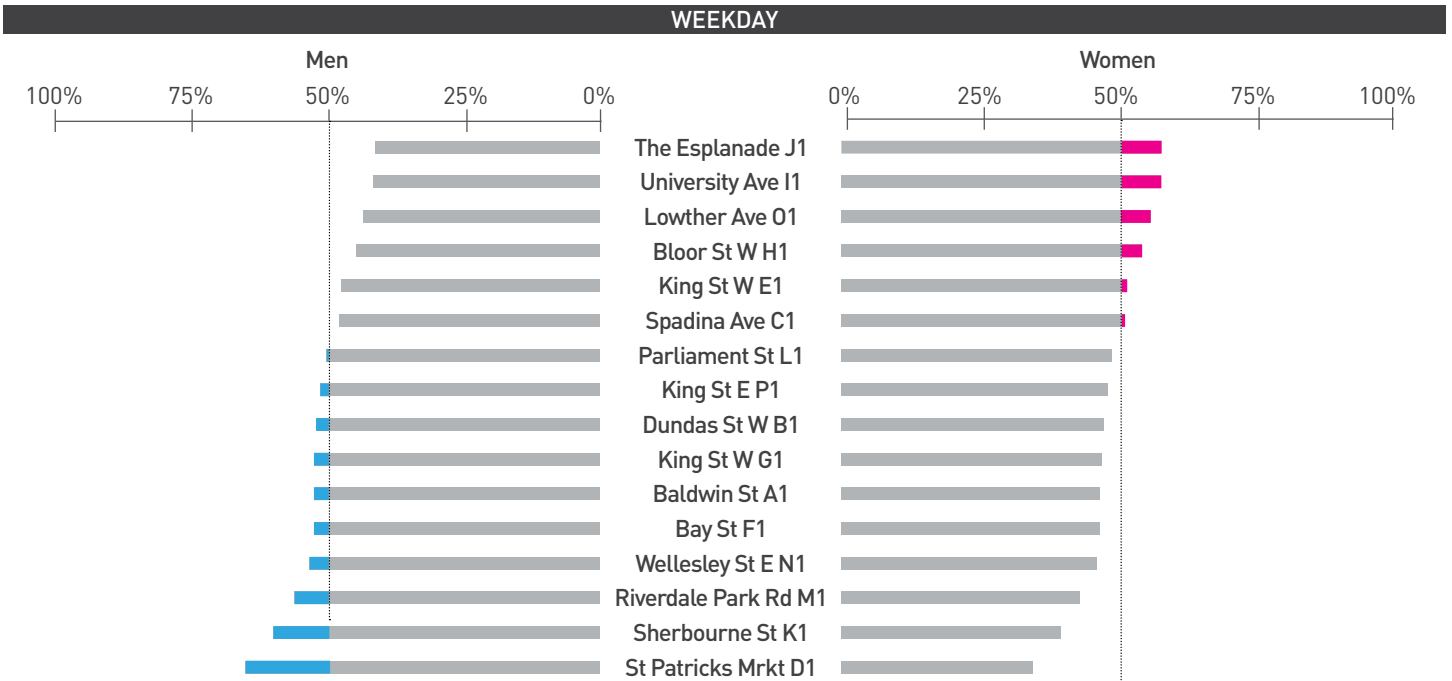 WEEKDAY
Men
Women
100% 75% 50% 25% 0%
0% 25% 50% 75% 100%
The Esplanade J1
University Ave I1
Lowther Ave O1
Bloor St W H1
King St W E1
Spadina Ave C1
Parliament St L1
King St E P1
Dundas St W B1
King St W G1
Baldwin St A1
Bay St F1
Wellesley St E N1
Riverdale Park Rd M1
Sherbourne St K1
St Patricks Mrkt D1